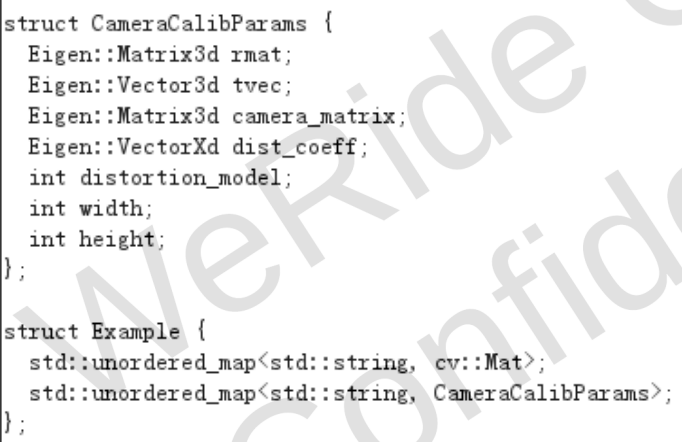 struct CameraCalibParams {
  Eigen::Matrix3d rmat;
  Eigen::Vector3d tvec;
  Eigen::Matrix3d camera_matrix;
  Eigen::VectorXd dist_coeff;
  int distortion_model;
  int width;
  int height;
};

struct Example {
  std::unordered_map<std::string, cv::Mat>;
  std::unordered_map<std::string, CameraCalibParams>;
};
WeRide